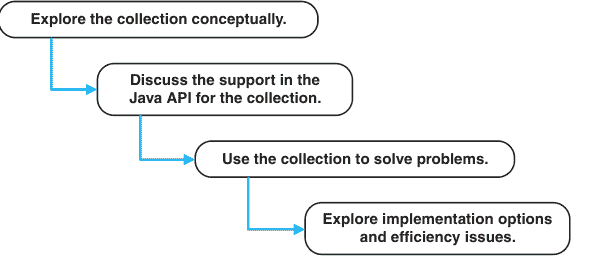 Explore the collection conceptually.
Discuss the support in the
Java API for the collection.
Use the collection to solve problems.
Explore implementation options
and efficiency issues.